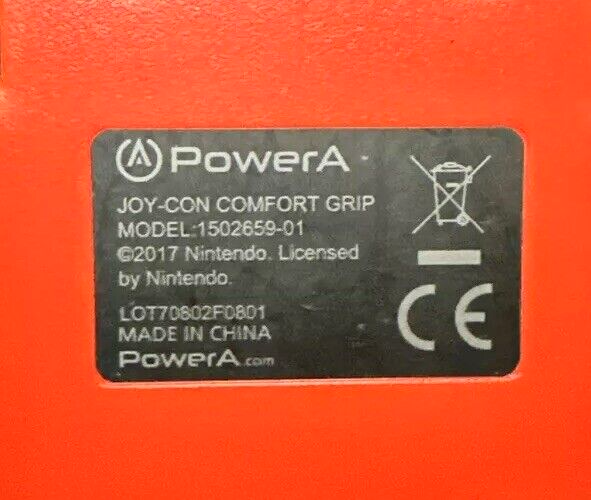 PowerA
JOY-CON COMFORT GRIP
MODEL:1502659-01
©2017 Nintendo. Licensed
by Nintendo.
LOT70802F0801
MADE IN CHINA
PowerA.com
CE